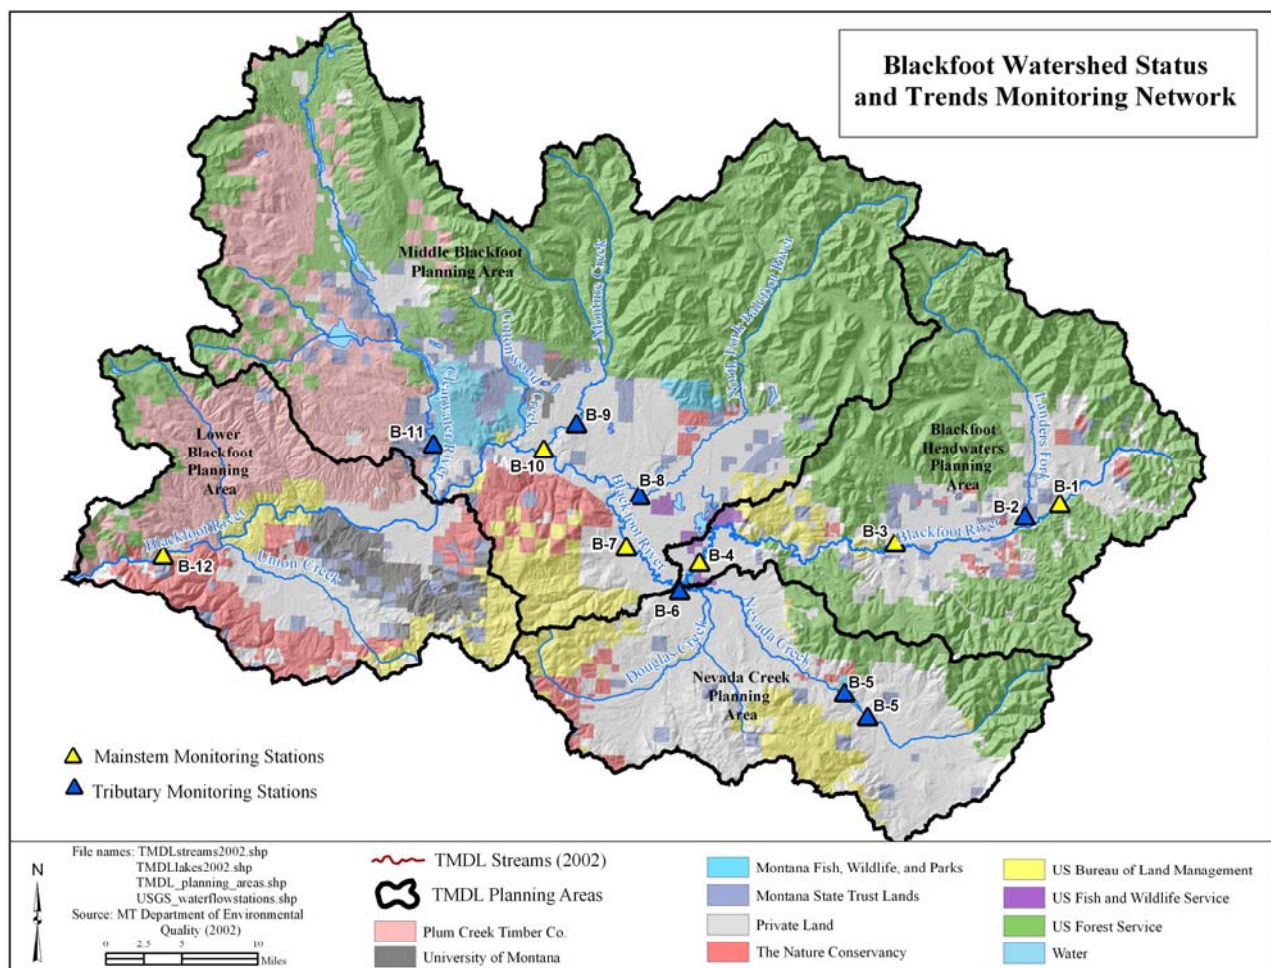 Blackfoot Watershed Status
and Trends Monitoring Network
Middle Blackfoot
Planning Area
Monture Creek
North Fork Balckfoot River
Cottonwood Creek
Clearwater River
Landers Fork
Lower
Blackfoot
Planning
Area
Blackfoot
Headwaters
Planning
Area
B-9
B-11
B-10
B-8
B-1
B-2
B-3
Blackfoot River
Blackfoot River
B-7
B-4
Blackfoot River
B-12
Union Creek
B-6
Nevada Creek
Douglas Creek
Nevada Creek
Planning
Area
B-5
B-5
Mainstem Monitoring Stations
Tributary Monitoring Stations
N
File names: TMDLstreams2002.shp
TMDLlakes2002.shp
TMDL_planning_areas.shp
USGS_waterflowstations.shp
Source: MT Department of Environmental
Quality (2002)
0 2.5 5 10
Miles
TMDL Streams (2002)
TMDL Planning Areas
Plum Creek Timber Co.
University of Montana
Montana Fish, Wildlife, and Parks
Montana State Trust Lands
Private Land
The Nature Conservancy
US Bureau of Land Management
US Fish and Wildlife Service
US Forest Service
Water